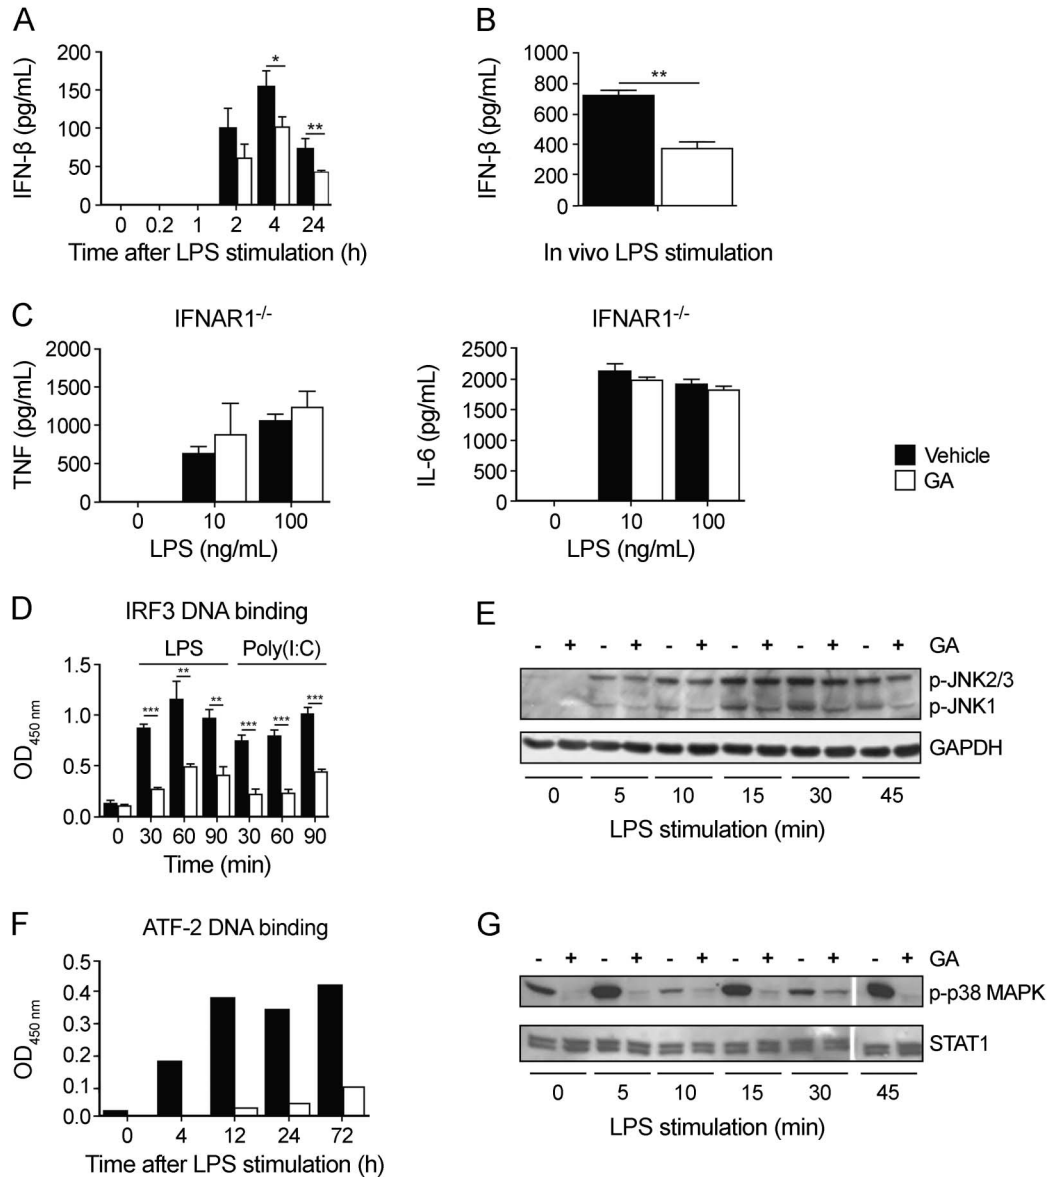 A
IFN-β (pg/mL)
200
150
100
50
0
*
**
0 0.2 1 2 4 24
Time after LPS stimulation (h)
B
IFN-β (pg/mL)
1000
800
600
400
200
0
**
In vivo LPS stimulation
C
IFNAR1-/-
TNF (pg/mL)
2000
1500
1000
500
0
0 10 100
LPS (ng/mL)
IFNAR1-/-
IL-6 (pg/mL)
2500
2000
1500
1000
500
0
0 10 100
LPS (ng/mL)
Vehicle
GA
D
IRF3 DNA binding
LPS Poly(I:C)
OD450 nm
1.5
1.0
0.5
0.0
*** ** ** *** *** ***
0 30 60 90 30 60 90
Time (min)
E
- + - + - + - + - + - + GA
p-JNK2/3
p-JNK1
GAPDH
0 5 10 15 30 45
LPS stimulation (min)
F
ATF-2 DNA binding
OD450 nm
0.5
0.4
0.3
0.2
0.1
0.0
0 4 12 24 72
Time after LPS stimulation (h)
G
- + - + - + - + - + - + GA
p-p38 MAPK
STAT1
0 5 10 15 30 45
LPS stimulation (min)